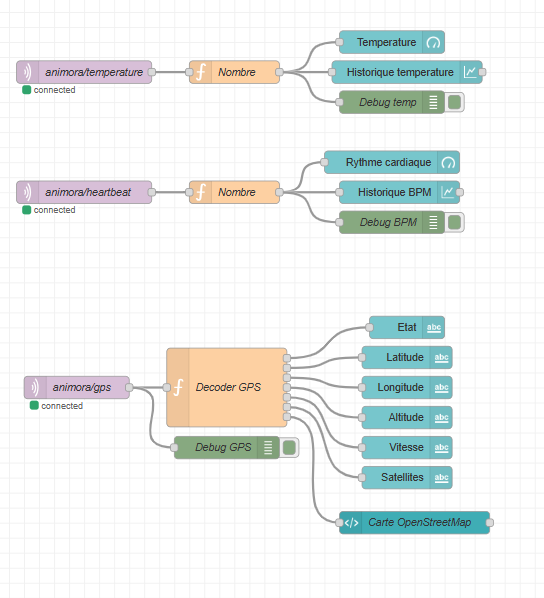 Temperature
animora/temperature
Nombre
Historique temperature
connected
Debug temp
Rythme cardiaque
animora/heartbeat
Nombre
Historique BPM
connected
Debug BPM
Etat
abc
Latitude
abc
animora/gps
Decoder GPS
Longitude
abc
connected
Altitude
abc
Debug GPS
Vitesse
abc
Satellites
abc
Carte OpenStreetMap